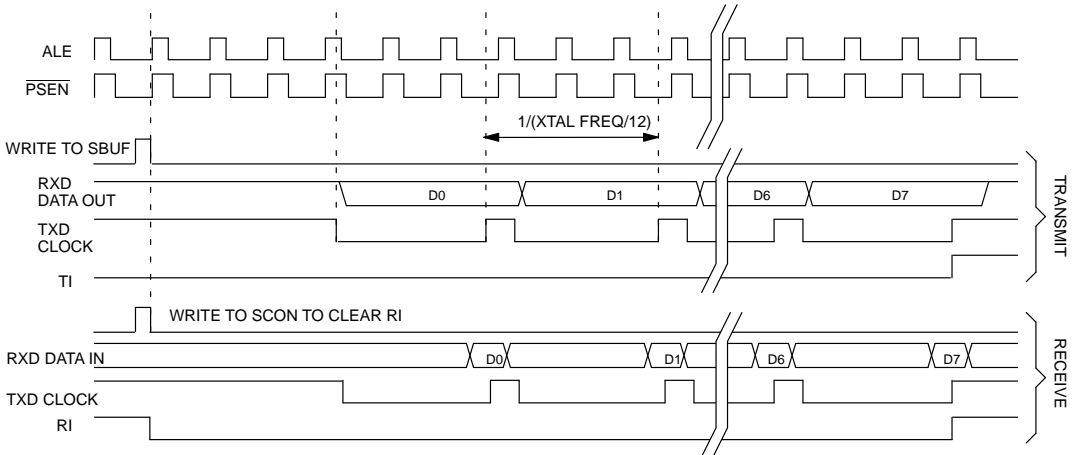 ALE
PSEN
1/(XTAL FREQ/12)
WRITE TO SBUF
RXD
DATA OUT
D0
D1
D6
D7
TXD
CLOCK
TI
TRANSMIT
WRITE TO SCON TO CLEAR RI
RXD DATA IN
D0
D1
D6
D7
TXD CLOCK
RI
RECEIVE